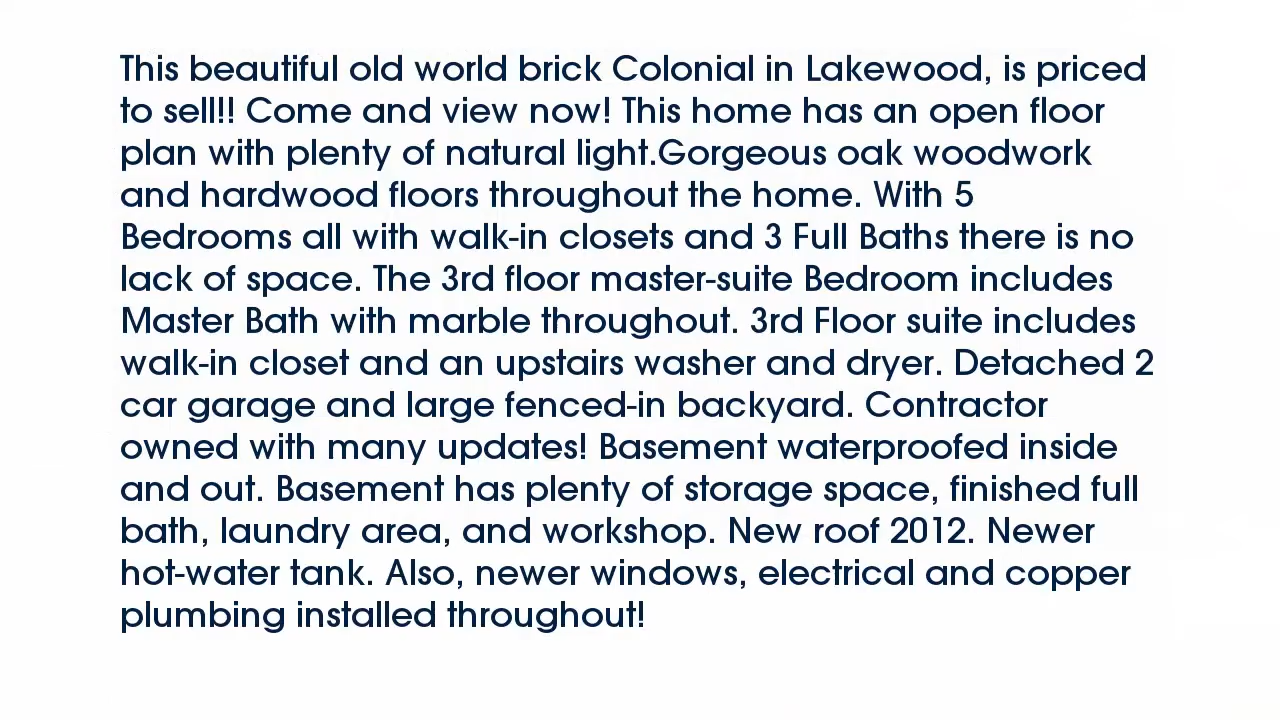 This beautiful old world brick Colonial in Lakewood, is priced
to sell!! Come and view now! This home has an open floor
plan with plenty of natural light.Gorgeous oak woodwork
and hardwood floors throughout the home. With 5
Bedrooms all with walk-in closets and 3 Full Baths there is no
lack of space. The 3rd floor master-suite Bedroom includes
Master Bath with marble throughout. 3rd Floor suite includes
walk-in closet and an upstairs washer and dryer. Detached 2
car garage and large fenced-in backyard. Contractor
owned with many updates! Basement waterproofed inside
and out. Basement has plenty of storage space, finished full
bath, laundry area, and workshop. New roof 2012. Newer
hot-water tank. Also, newer windows, electrical and copper
plumbing installed throughout!